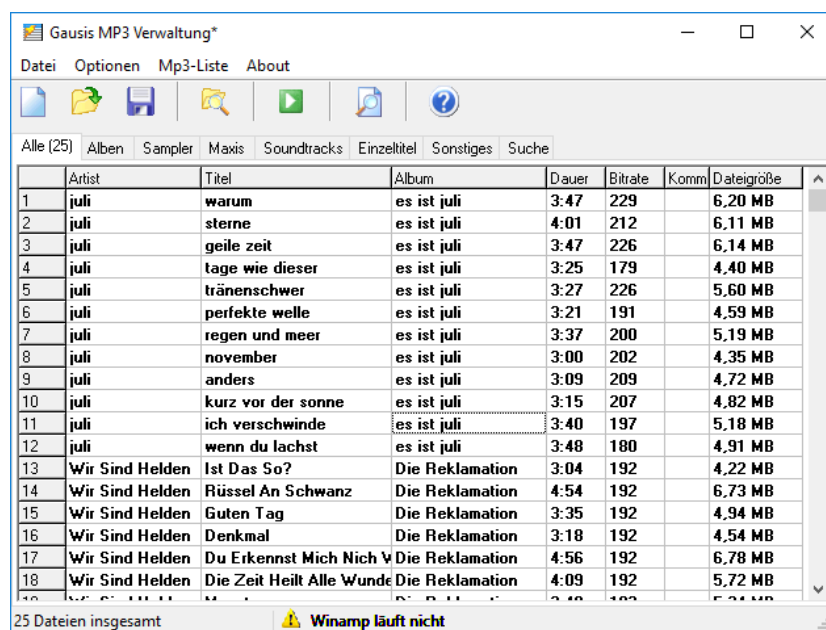 Gausis MP3 Verwaltung*
Datei Optionen Mp3-Liste About
Alle (25) Alben Sampler Maxis Soundtracks Einzeltitel Sonstiges Suche
Artist Titel Album Dauer Bitrate Komm Dateigröße
1 juli warum es ist juli 3:47 229 6,20 MB
2 juli sterne es ist juli 4:01 212 6,11 MB
3 juli geile zeit es ist juli 3:47 226 6,14 MB
4 juli tage wie dieser es ist juli 3:25 179 4,40 MB
5 juli tränenschwer es ist juli 3:27 226 5,60 MB
6 juli perfekte welle es ist juli 3:21 191 4,59 MB
7 juli regen und meer es ist juli 3:37 200 5,19 MB
8 juli november es ist juli 3:00 202 4,35 MB
9 juli anders es ist juli 3:09 209 4,72 MB
10 juli kurz vor der sonne es ist juli 3:15 207 4,82 MB
11 juli ich verschwinde es ist juli 3:40 197 5,18 MB
12 juli wenn du lachst es ist juli 3:48 180 4,91 MB
13 Wir Sind Helden Ist Das So? Die Reklamation 3:04 192 4,22 MB
14 Wir Sind Helden Rüssel An Schwanz Die Reklamation 4:54 192 6,73 MB
15 Wir Sind Helden Guten Tag Die Reklamation 3:35 192 4,94 MB
16 Wir Sind Helden Denkmal Die Reklamation 3:18 192 4,54 MB
17 Wir Sind Helden Du Erkennst Mich Nich Die Reklamation 4:56 192 6,78 MB
18 Wir Sind Helden Die Zeit Heilt Alle Wunde Die Reklamation 4:09 192 5,72 MB
25 Dateien insgesamt Winamp läuft nicht